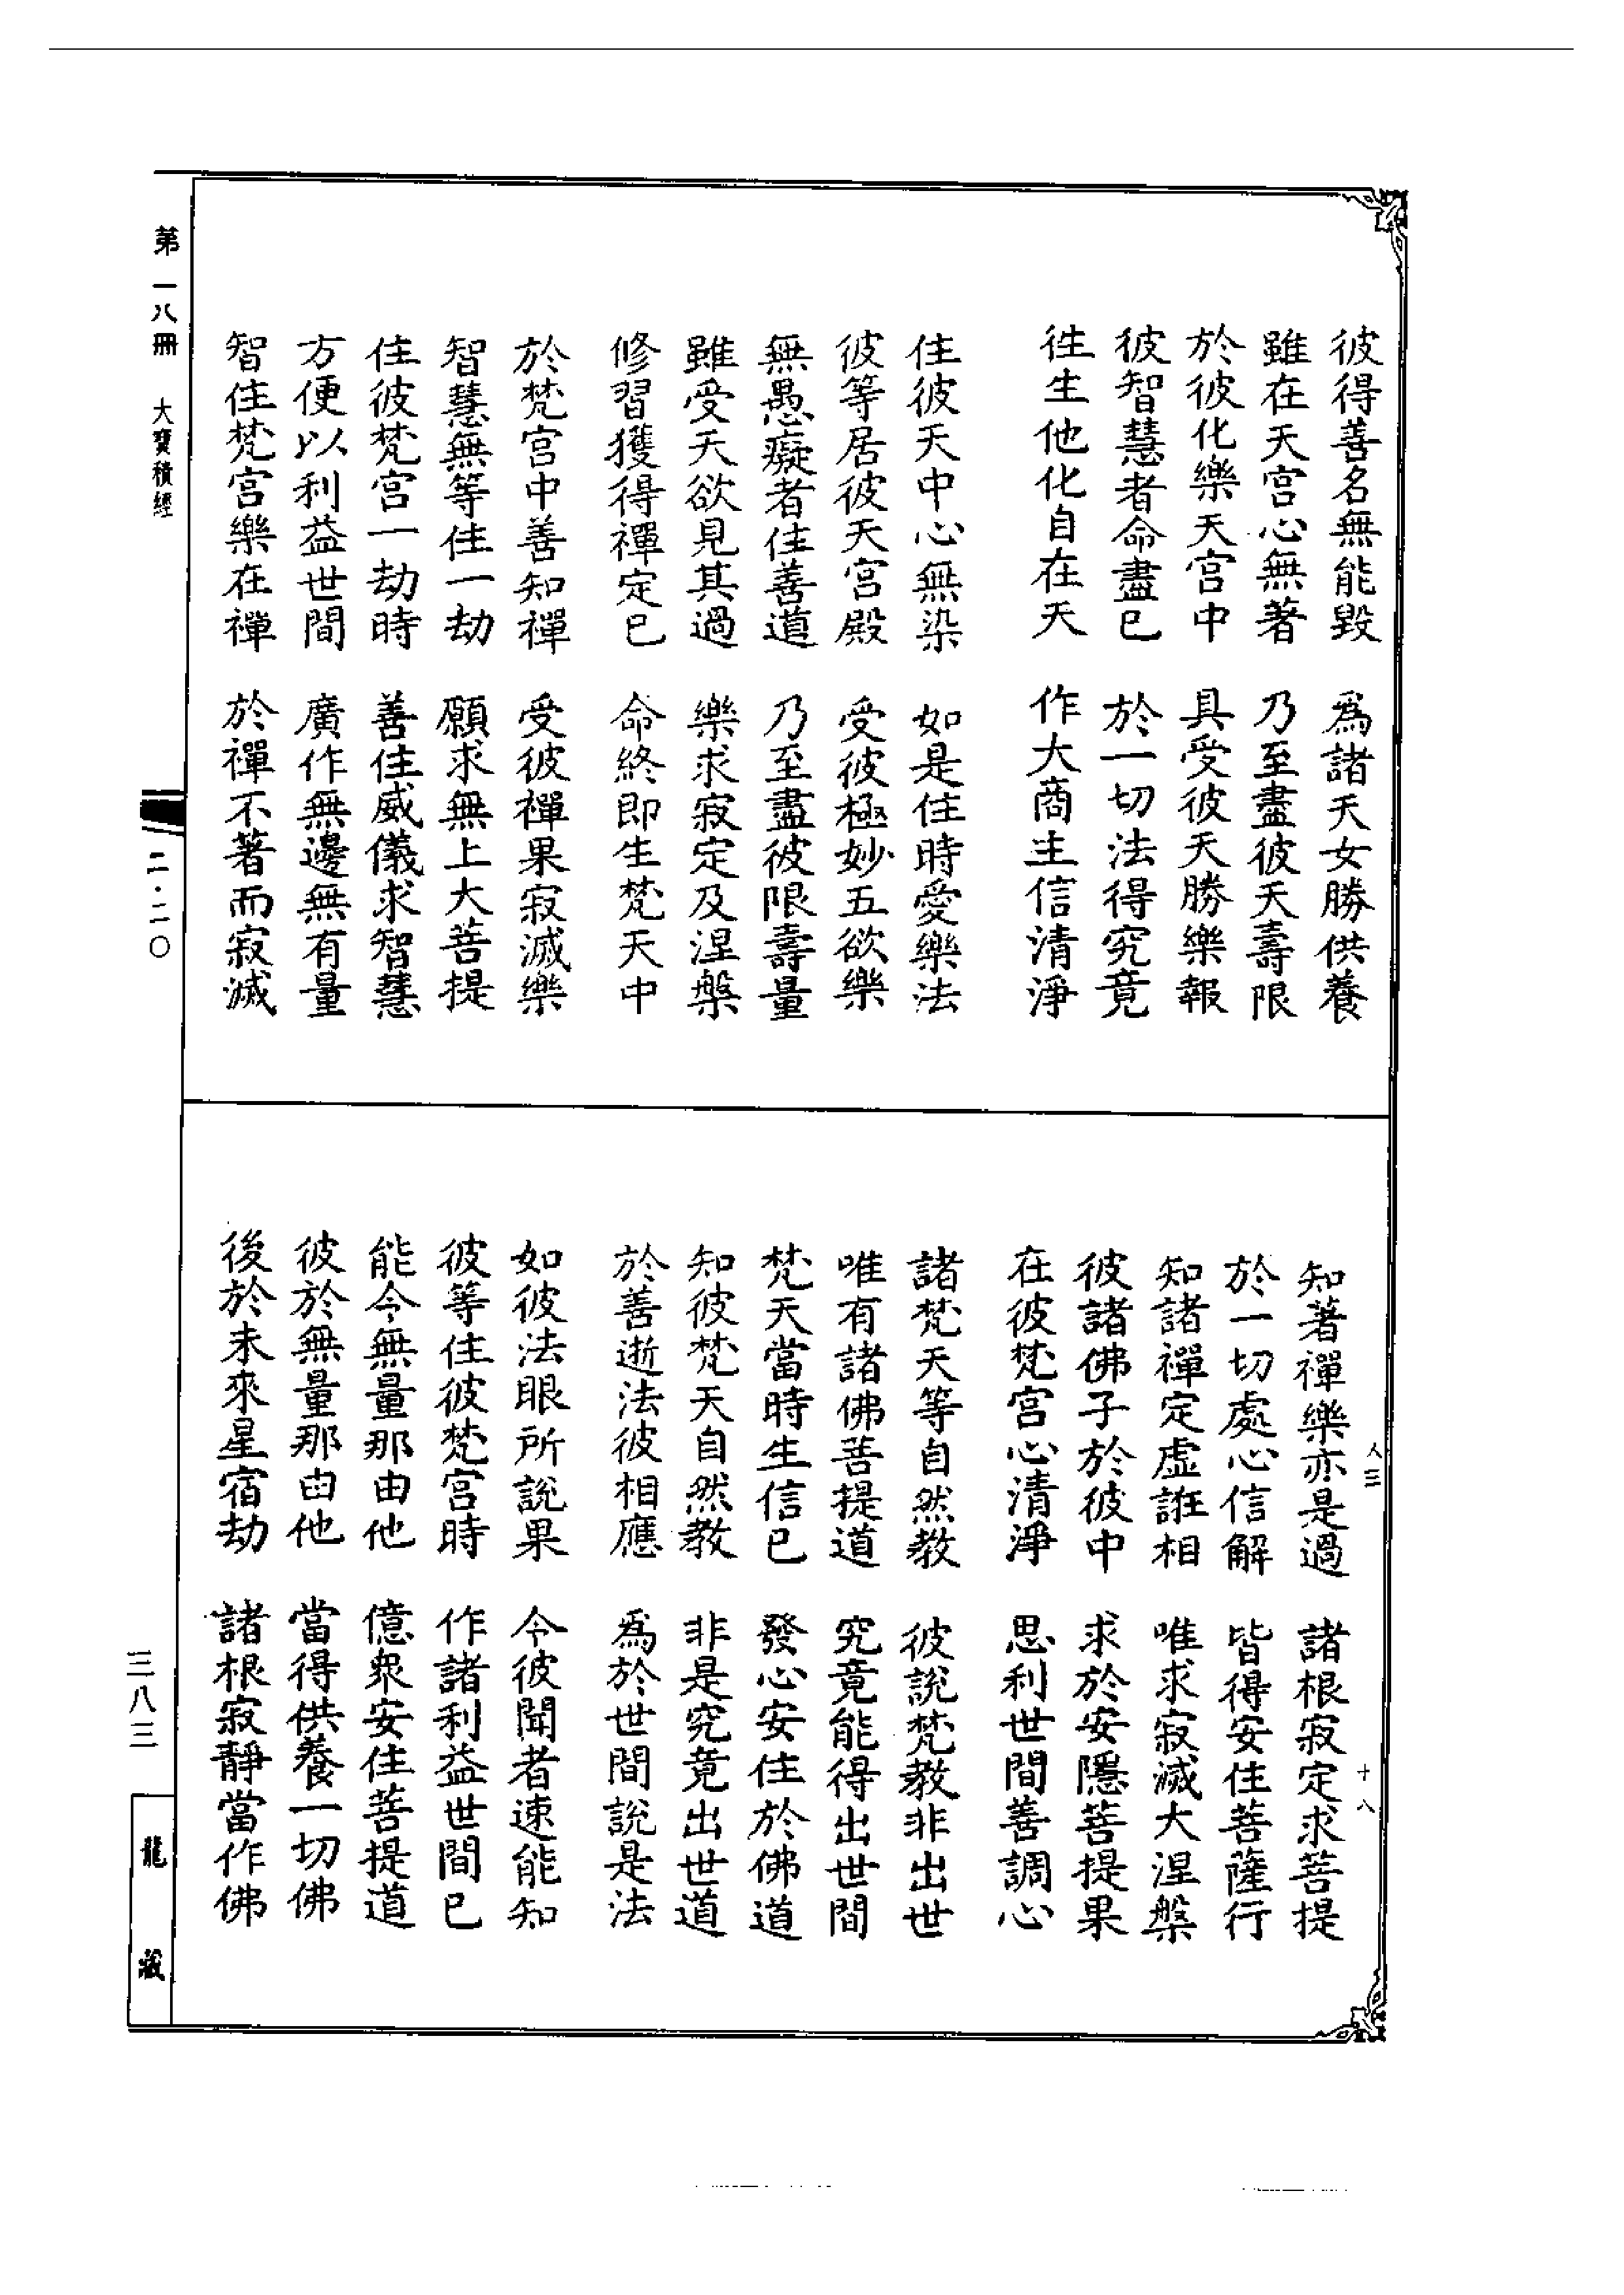 彼得善名無能毀　為諸天女勝供養
雖在天宮心無著　乃至盡彼天壽限
於彼化樂天宮中　具受彼天勝樂報
彼智慧者命盡已　於一切法得究竟
徃生他化自在天　作大商主信清淨
住彼天中心無染　如是住時愛樂法
彼等居彼天宮殿　受彼極妙五欲樂
無愚癡者住善道　乃至盡彼限壽量
雖受天欲見其過　樂求寂定及涅槃
修習獲得禪定已　命終即生梵天中
於梵宮中善知禪　受彼禪果寂滅樂
智慧無等住一劫　願求無上大菩提
住彼梵宮一劫時　善住威儀求智慧
方便以利益世間　廣作無邊無有量
智住梵宮樂在禪　於禪不著而寂滅
知著禪樂亦是過　諸根寂定求菩提
於一切處心信解　皆得安住菩薩行
知諸禪定虛誑相　唯求寂滅大涅槃
彼諸佛子於彼中　求於安隱菩提果
在彼梵宮心清淨　思利世間善調心
諸梵天等自然教　彼說梵教非出世
唯有諸佛菩提道　究竟能得出世間
梵天當時生信已　發心安住於佛道
知彼梵天自然教　非是究竟出世道
於善逝法彼相應　為於世間說是法
如彼法眼所說果　令彼聞者速能知
彼等住彼梵宮時　作諸利益世間已
能令無量那由他　億眾安住菩提道
彼於無量那由他　當得供養一切佛
後於未來星宿劫　諸根寂靜當作佛
人三　十八
第一八冊　大寶積經　二·二〇　三八三
龍藏